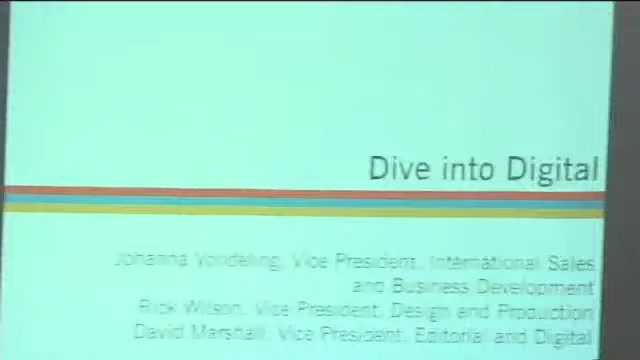 Dive into Digital
Johanna Vondeling, Vice President, International Sales
and Business Development
Rick Wilson, Vice President, Design and Production
David Marshall, Vice President, Editorial and Digital